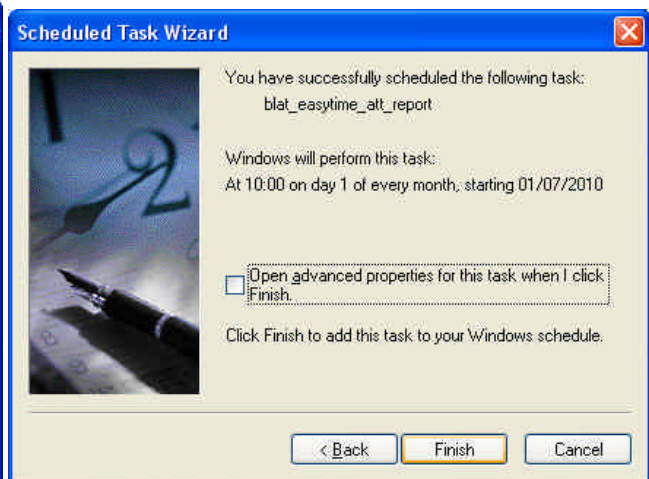 Scheduled Task Wizard
You have successfully scheduled the following task:
blat_easytime_att_report
Windows will perform this task:
At 10:00 on day 1 of every month, starting 01/07/2010
Open advanced properties for this task when I click
Finish.
Click Finish to add this task to your Windows schedule.
< Back
Finish
Cancel